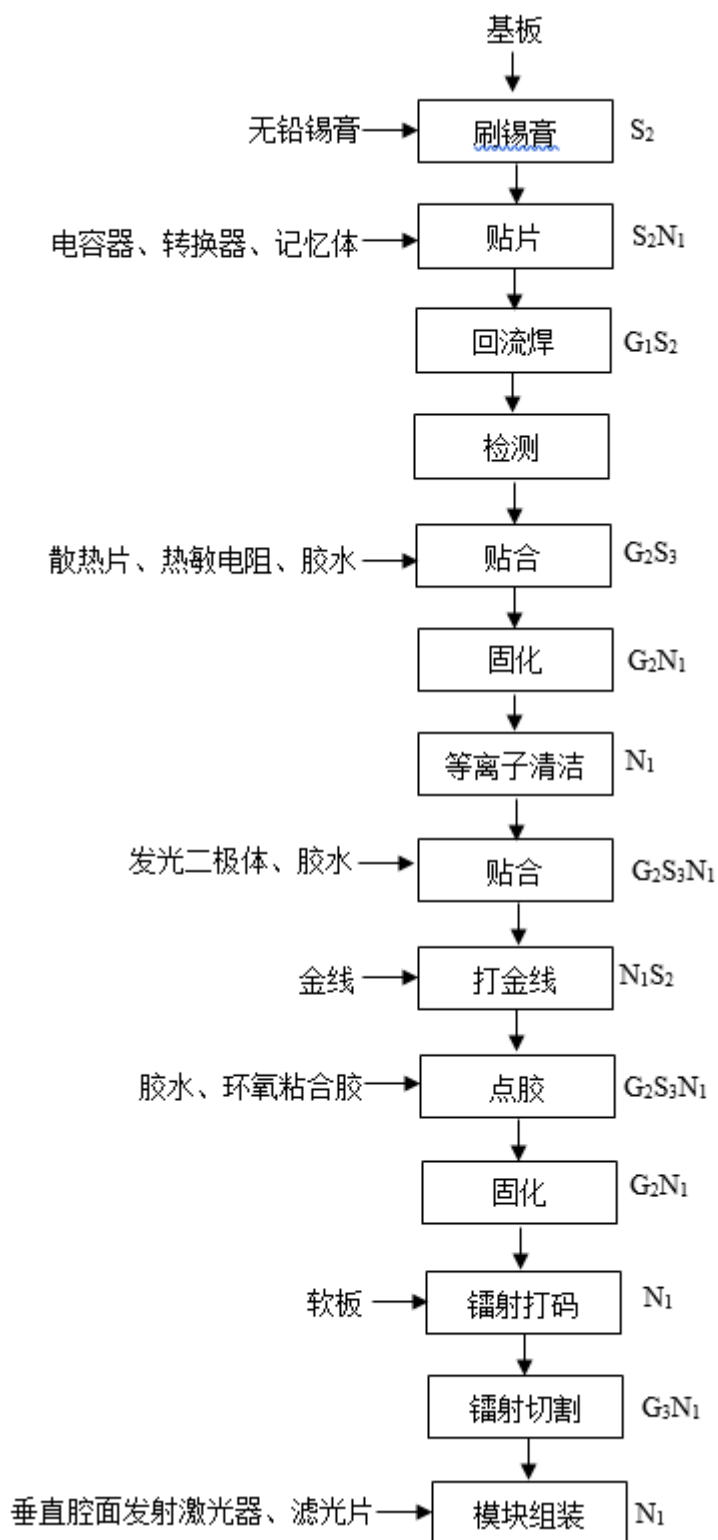 基板
无铅锡膏 刷锡膏 S₂
电容器、转换器、记忆体 贴片 S₂N₁
回流焊 G₁S₂
检测
散热片、热敏电阻、胶水 贴合 G₂S₃
固化 G₂N₁
等离子清洁 N₁
发光二极体、胶水 贴合 G₂S₃N₁
金线 打金线 N₁S₂
胶水、环氧粘合胶 点胶 G₂S₃N₁
固化 G₂N₁
软板 镭射打码 N₁
镭射切割 G₃N₁
垂直腔面发射激光器、滤光片 模块组装 N₁